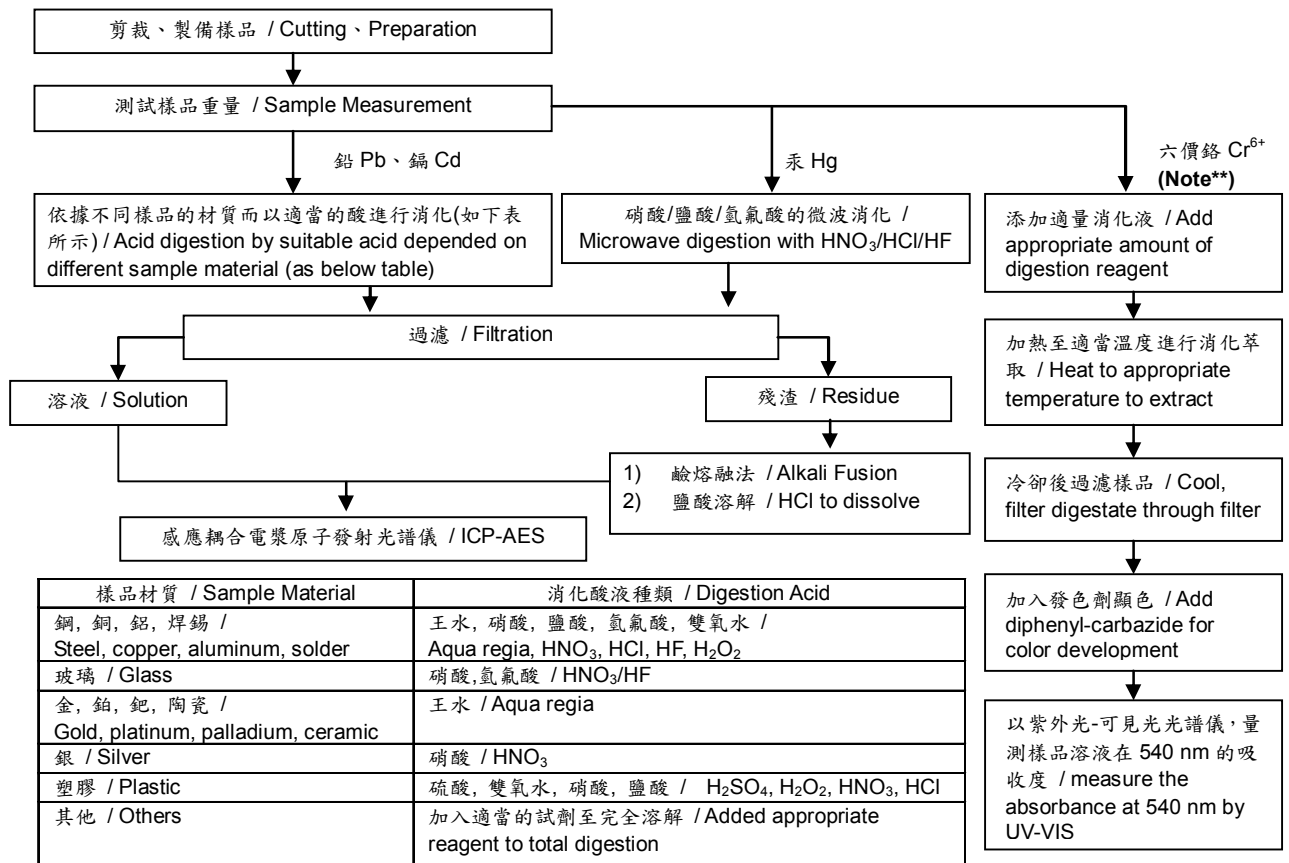 剪裁、製備樣品 / Cutting、Preparation
測試樣品重量 / Sample Measurement
鉛 Pb、鎘 Cd
汞 Hg
六價鉻 Cr⁶⁺
(Note**)
依據不同樣品的材質而以適當的酸進行消化(如下表
所示) / Acid digestion by suitable acid depended on
different sample material (as below table)
硝酸/鹽酸/氫氟酸的微波消化 /
Microwave digestion with HNO₃/HCl/HF
添加適量消化液 / Add
appropriate amount of
digestion reagent
過濾 / Filtration
加熱至適當溫度進行消化萃
取 / Heat to appropriate
temperature to extract
溶液 / Solution
殘渣 / Residue
1) 鹼熔融法 / Alkali Fusion
2) 鹽酸溶解 / HCl to dissolve
冷卻後過濾樣品 / Cool,
filter digestate through filter
感應耦合電漿原子發射光譜儀 / ICP-AES
加入發色劑顯色 / Add
diphenyl-carbazide for
color development
以紫外光-可見光光譜儀，量
測樣品溶液在 540 nm 的吸
收度 / measure the
absorbance at 540 nm by
UV-VIS
樣品材質 / Sample Material
消化酸液種類 / Digestion Acid
鋼, 銅, 鋁, 焊錫 /
Steel, copper, aluminum, solder
王水, 硝酸, 鹽酸, 氫氟酸, 雙氧水 /
Aqua regia, HNO₃, HCl, HF, H₂O₂
玻璃 / Glass
硝酸,氫氟酸 / HNO₃/HF
金, 鉑, 鈀, 陶瓷 /
Gold, platinum, palladium, ceramic
王水 / Aqua regia
銀 / Silver
硝酸 / HNO₃
塑膠 / Plastic
硫酸, 雙氧水, 硝酸, 鹽酸 / H₂SO₄, H₂O₂, HNO₃, HCl
其他 / Others
加入適當的試劑至完全溶解 / Added appropriate
reagent to total digestion